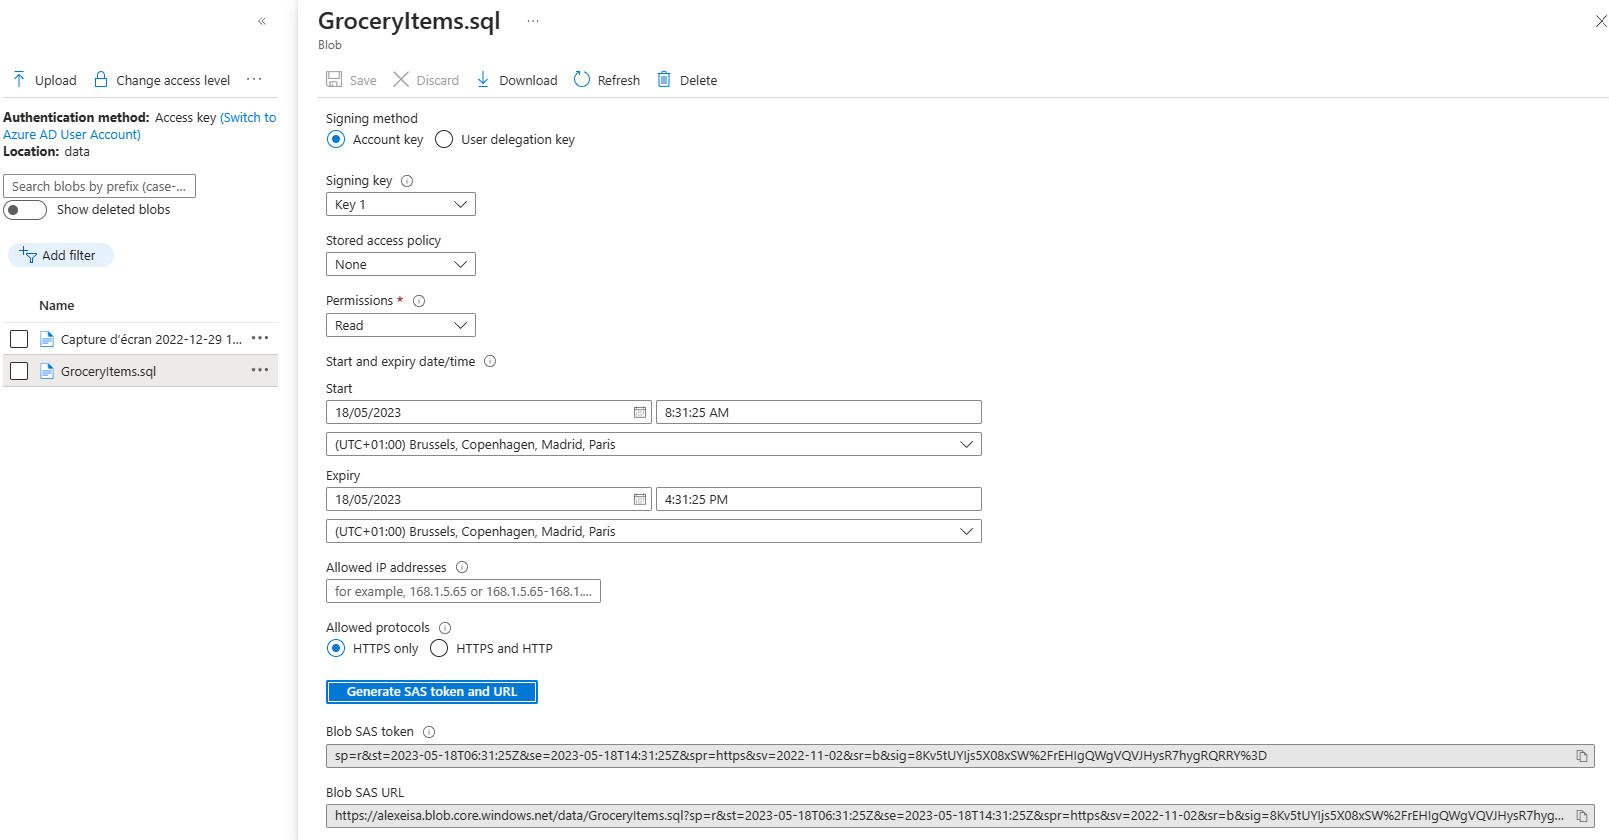 «
Upload Change access level ...
Authentication method: Access key (Switch to
Azure AD User Account)
Location: data
Search blobs by prefix (case-...
Show deleted blobs
Add filter
Name
Capture d'écran 2022-12-29 1... •••
GroceryItems.sql •••
GroceryItems.sql ...
Blob
Save Discard Download Refresh Delete
Signing method
Account key User delegation key
Signing key
Key 1
Stored access policy
None
Permissions *
Read
Start and expiry date/time
Start
18/05/2023 8:31:25 AM
(UTC+01:00) Brussels, Copenhagen, Madrid, Paris
Expiry
18/05/2023 4:31:25 PM
(UTC+01:00) Brussels, Copenhagen, Madrid, Paris
Allowed IP addresses
for example, 168.1.5.65 or 168.1.5.65-168.1....
Allowed protocols
HTTPS only HTTPS and HTTP
Generate SAS token and URL
Blob SAS token
sp=r&st=2023-05-18T06:31:25Z&se=2023-05-18T14:31:25Z&spr=https&sv=2022-11-02&sr=b&sig=8Kv5tUYIjs5X08xSW%2FrEHIgQWgVQVJHysR7hygRQRRY%3D
Blob SAS URL
https://alexeisa.blob.core.windows.net/data/GroceryItems.sql?sp=r&st=2023-05-18T06:31:25Z&se=2023-05-18T14:31:25Z&spr=https&sv=2022-11-02&sr=b&sig=8Kv5tUYIjs5X08xSW%2FrEHIgQWgVQVJHysR7hyg...